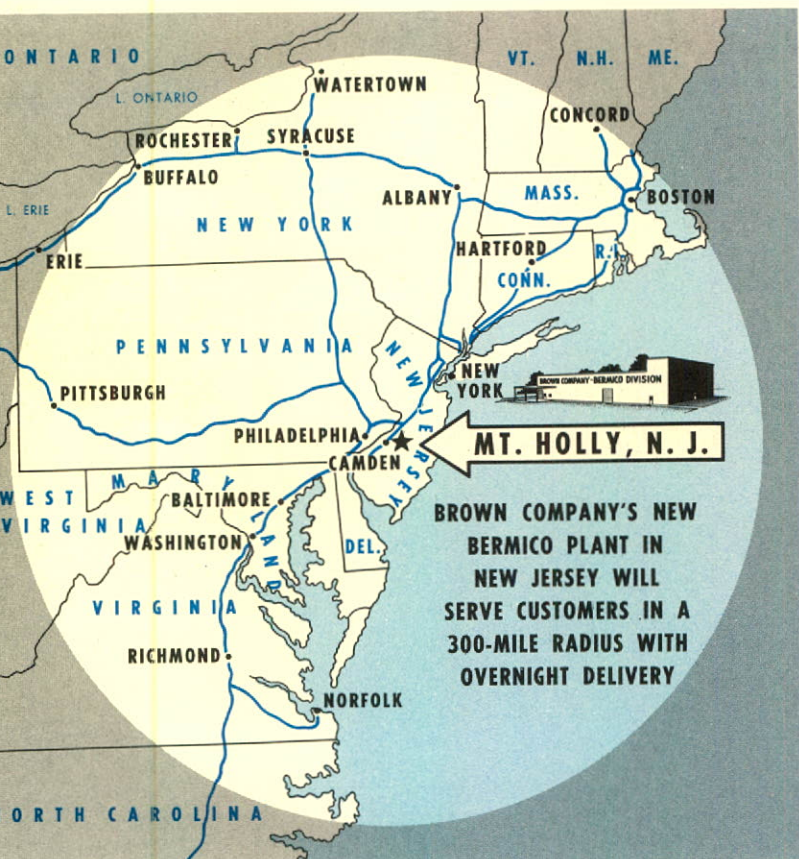 ONTARIO
VT.
N.H.
ME.
L. ONTARIO
WATERTOWN
CONCORD
ROCHESTER
SYRACUSE
BUFFALO
ALBANY
MASS.
BOSTON
L. ERIE
NEW YORK
HARTFORD
R.I.
ERIE
CONN.
PENNSYLVANIA
NEW JERSEY
NEW
YORK
BROWN COMPANY-BERMICO DIVISION
PITTSBURGH
PHILADELPHIA
MT. HOLLY, N. J.
CAMDEN
MARYLAND
WEST
VIRGINIA
BALTIMORE
WASHINGTON
DEL.
BROWN COMPANY'S NEW
BERMICO PLANT IN
NEW JERSEY WILL
SERVE CUSTOMERS IN A
300-MILE RADIUS WITH
OVERNIGHT DELIVERY
VIRGINIA
RICHMOND
NORFOLK
ORTH CAROLINA